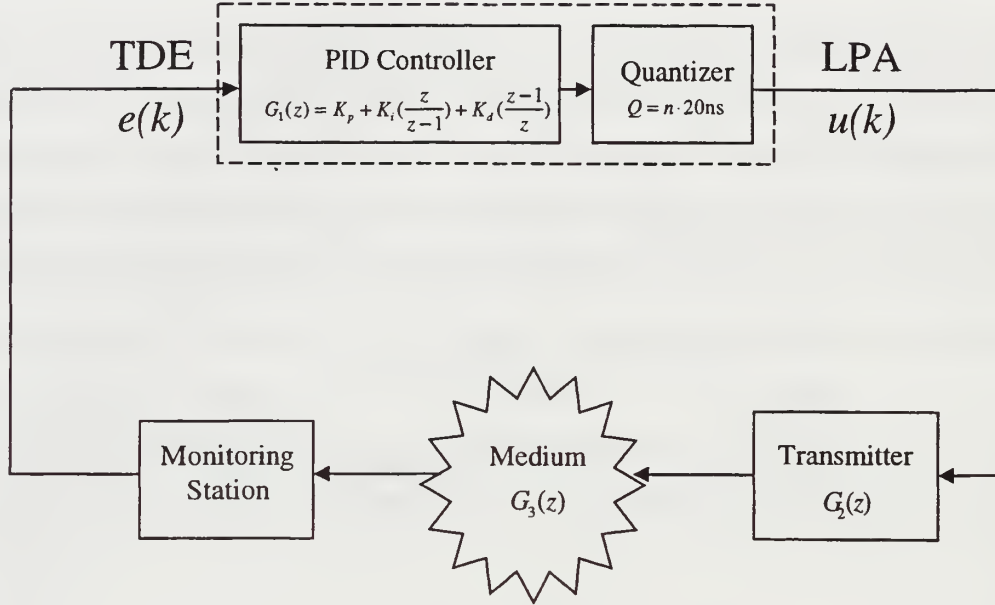 TDE
e(k)
PID Controller
G₁(z) = Kₚ + Kᵢ(z/(z−1)) + K_d((z−1)/z)
Quantizer
Q = n · 20ns
LPA
u(k)
Monitoring
Station
Medium
G₃(z)
Transmitter
G₂(z)